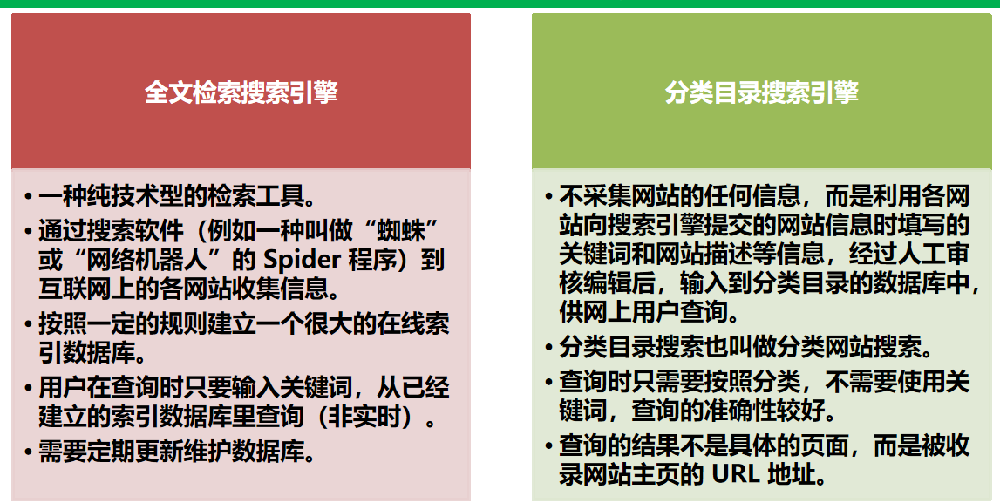 全文检索搜索引擎
• 一种纯技术型的检索工具。
• 通过搜索软件（例如一种叫做“蜘蛛”
或“网络机器人”的 Spider 程序）到
互联网上的各网站收集信息。
• 按照一定的规则建立一个很大的在线索
引数据库。
• 用户在查询时只要输入关键词，从已经
建立的索引数据库里查询（非实时）。
• 需要定期更新维护数据库。
分类目录搜索引擎
• 不采集网站的任何信息，而是利用各网
站向搜索引擎提交的网站信息时填写的
关键词和网站描述等信息，经过人工审
核编辑后，输入到分类目录的数据库中，
供网上用户查询。
• 分类目录搜索也叫做分类网站搜索。
• 查询时只需要按照分类，不需要使用关
键词，查询的准确性较好。
• 查询的结果不是具体的页面，而是被收
录网站主页的 URL 地址。